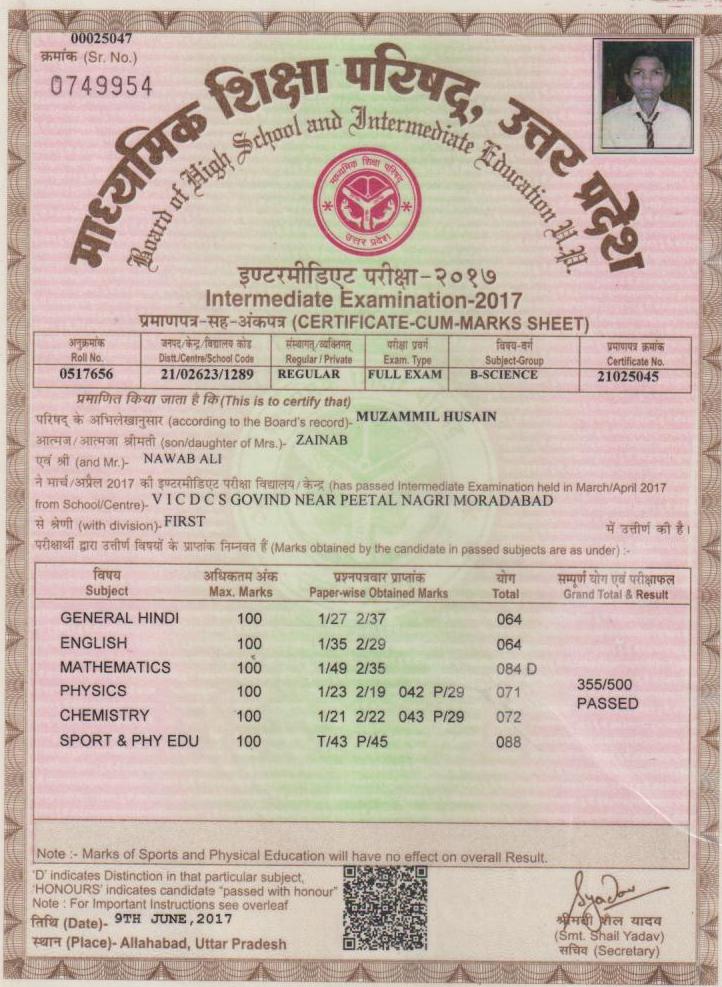 00025047
क्रमांक (Sr. No.)
0749954
माध्यमिक शिक्षा परिषद्, उत्तर प्रदेश
Board of High School and Intermediate Education U.P.
माध्यमिक शिक्षा परिषद्
उत्तर प्रदेश
इण्टरमीडिएट परीक्षा-२०१७
Intermediate Examination-2017
प्रमाणपत्र-सह-अंकपत्र (CERTIFICATE-CUM-MARKS SHEET)
अनुक्रमांक जनपद/केन्द्र/विद्यालय कोड संस्थागत/व्यक्तिगत परीक्षा प्रवर्ग विषय-वर्ग प्रमाणपत्र क्रमांक
Roll No. Distt./Centre/School Code Regular / Private Exam. Type Subject-Group Certificate No.
0517656 21/02623/1289 REGULAR FULL EXAM B-SCIENCE 21025045
प्रमाणित किया जाता है कि (This is to certify that)
परिषद के अभिलेखानुसार (according to the Board's record)- MUZAMMIL HUSAIN
आत्मज/आत्मजा श्रीमती (son/daughter of Mrs.)- ZAINAB
एवं श्री (and Mr.)- NAWAB ALI
ने मार्च/अप्रैल 2017 की इण्टरमीडिएट परीक्षा विद्यालय/केन्द्र (has passed Intermediate Examination held in March/April 2017
from School/Centre)- V I C D C S GOVIND NEAR PEETAL NAGRI MORADABAD
से श्रेणी (with division)- FIRST में उत्तीर्ण की है।
परीक्षार्थी द्वारा उत्तीर्ण विषयों के प्राप्तांक निम्नवत हैं (Marks obtained by the candidate in passed subjects are as under) :-
विषय अधिकतम अंक प्रश्नपत्रवार प्राप्तांक योग सम्पूर्ण योग एवं परीक्षाफल
Subject Max. Marks Paper-wise Obtained Marks Total Grand Total & Result
GENERAL HINDI 100 1/27 2/37 064
ENGLISH 100 1/35 2/29 064
MATHEMATICS 100 1/49 2/35 084 D
PHYSICS 100 1/23 2/19 042 P/29 071 355/500
PASSED
CHEMISTRY 100 1/21 2/22 043 P/29 072
SPORT & PHY EDU 100 T/43 P/45 088
Note :- Marks of Sports and Physical Education will have no effect on overall Result.
'D' indicates Distinction in that particular subject,
'HONOURS' indicates candidate "passed with honour"
Note : For Important Instructions see overleaf
तिथि (Date)- 9TH JUNE,2017
स्थान (Place)- Allahabad, Uttar Pradesh
Syadav
श्रीमती शैल यादव
(Smt. Shail Yadav)
सचिव (Secretary)